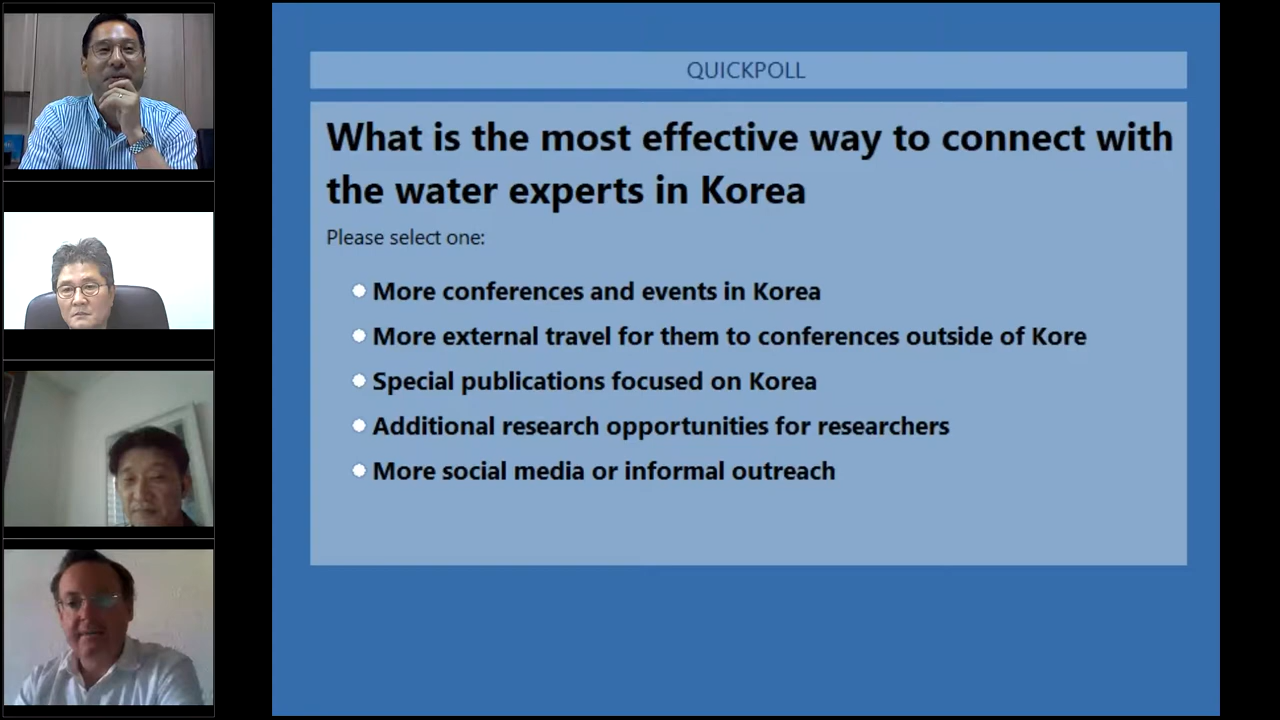 QUICKPOLL
What is the most effective way to connect with
the water experts in Korea
Please select one:
More conferences and events in Korea
More external travel for them to conferences outside of Kore
Special publications focused on Korea
Additional research opportunities for researchers
More social media or informal outreach